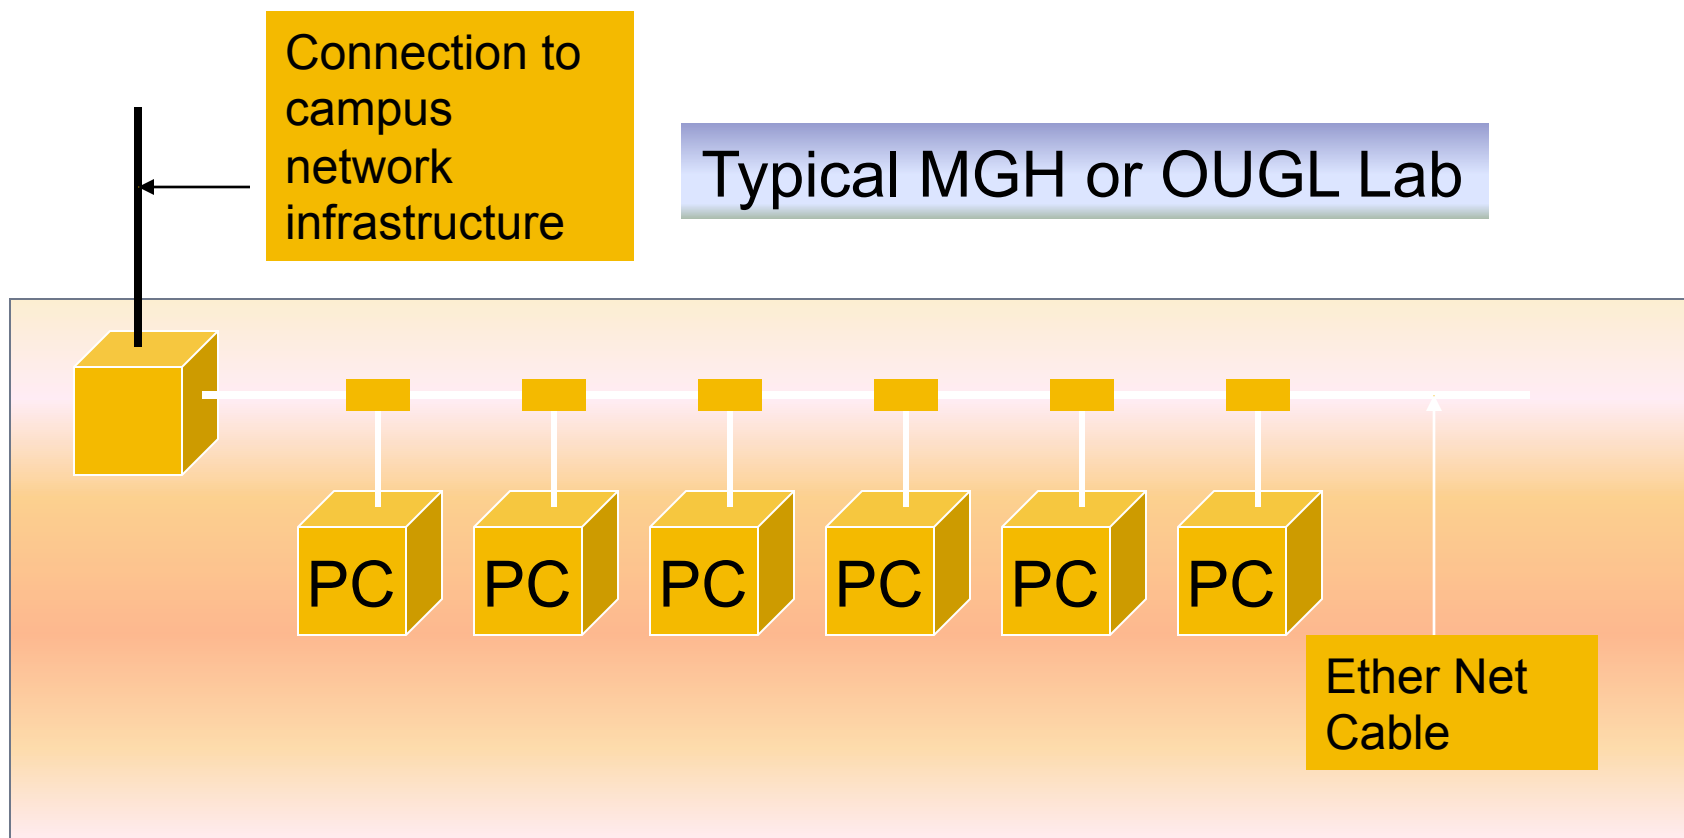 Connection to
campus
network
infrastructure
Typical MGH or OUGL Lab
PC PC PC PC PC PC
Ether Net
Cable